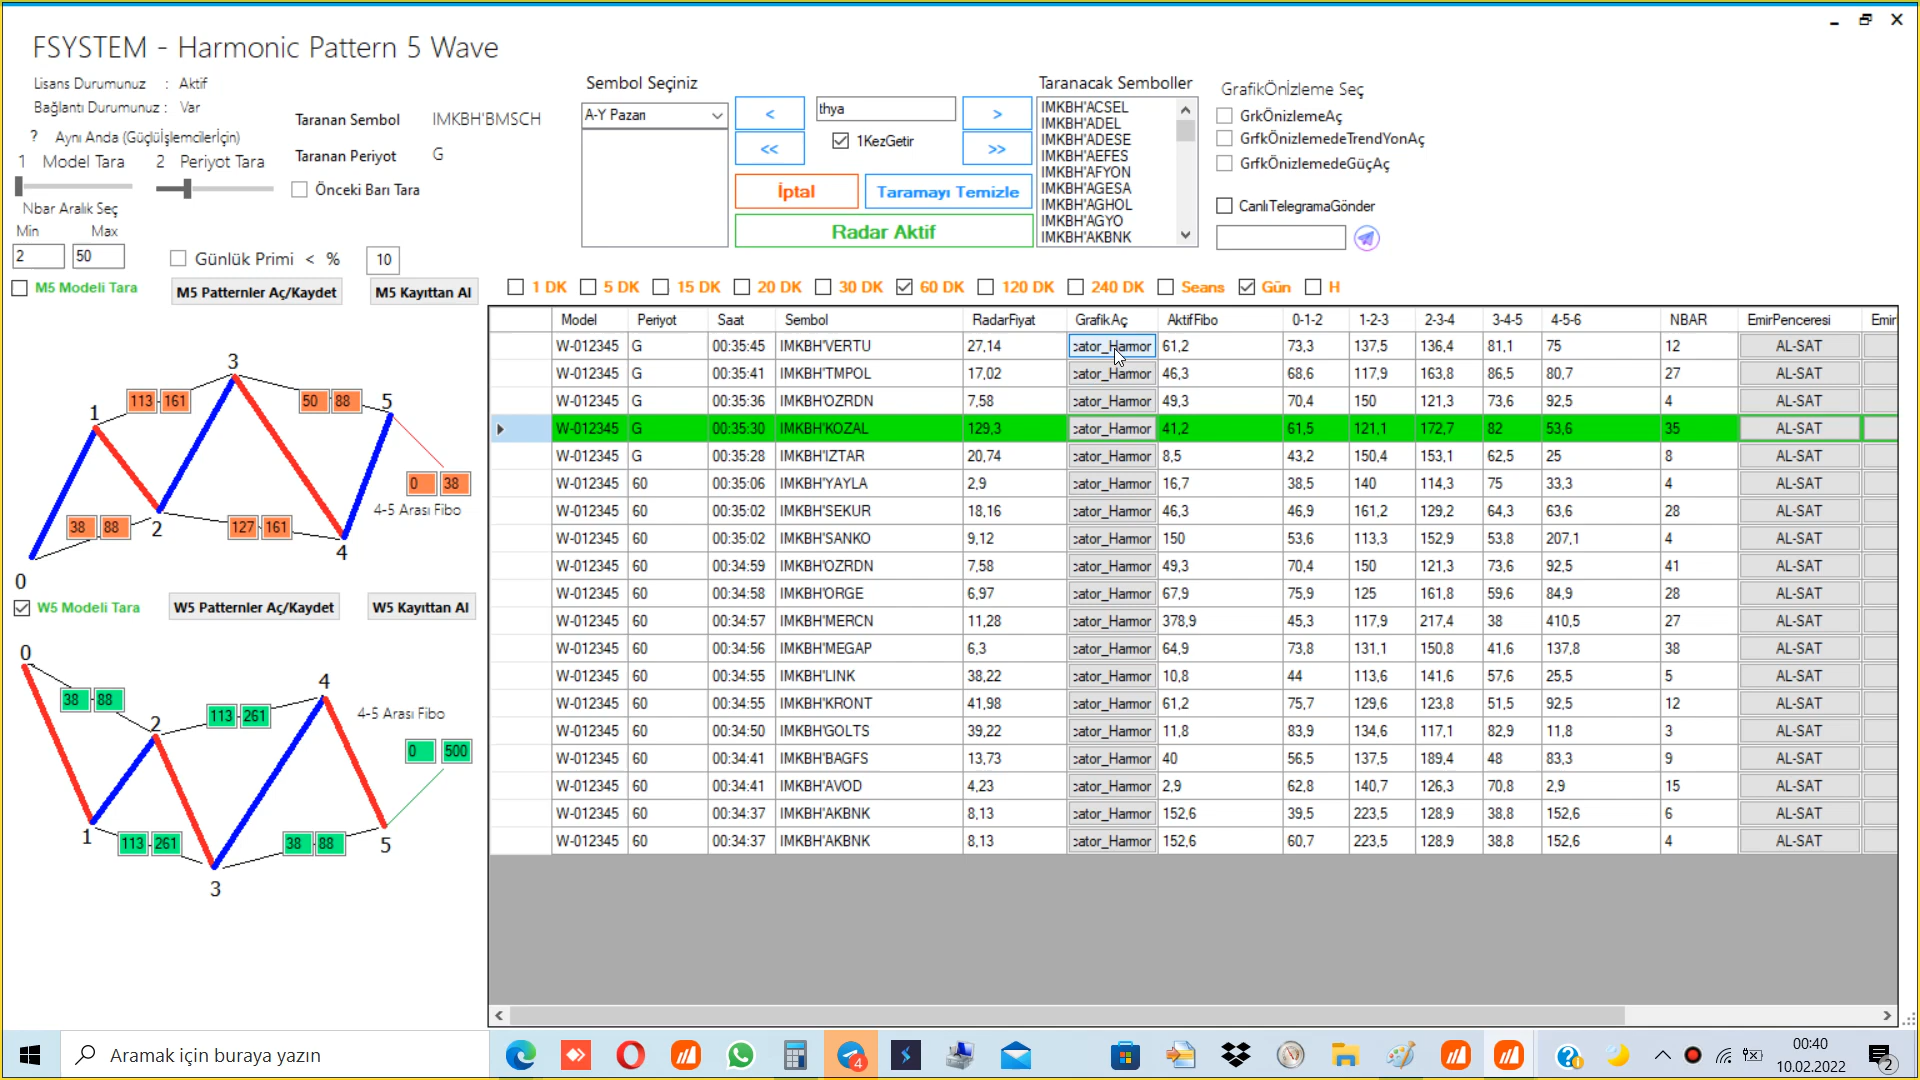 FSYSTEM - Harmonic Pattern 5 Wave
Lisans Durumunuz : Aktif
Bağlantı Durumunuz : Var
? Aynı Anda (Güçlüİşlemcilerİçin)
1 Model Tara 2 Periyot Tara
Nbar Aralık Seç
Min Max
2 50
Taranan Sembol IMKBH'BMSCH
Taranan Periyot G
Önceki Barı Tara
Günlük Primi < % 10
M5 Modeli Tara M5 Patternler Aç/Kaydet M5 Kayıttan Al
Sembol Seçiniz
A-Y Pazarı
< thya >
<< 1KezGetir >>
İptal Taramayı Temizle
Radar Aktif
Taranacak Semboller
IMKBH'ACSEL
IMKBH'ADEL
IMKBH'ADESE
IMKBH'AEFES
IMKBH'AFYON
IMKBH'AGESA
IMKBH'AGHOL
IMKBH'AGYO
IMKBH'AKBNK
GrafikÖnİzleme Seç
GrkÖnizlemeAç
GrfkÖnizlemedeTrendYonAç
GrfkÖnizlemedeGüçAç
CanlıTelegramaGönder
1 DK 5 DK 15 DK 20 DK 30 DK 60 DK 120 DK 240 DK Seans Gün H
3
113 161 50 88
1 5
0 38
4-5 Arası Fibo
38 88 2 127 161
4
0
W5 Modeli Tara W5 Patternler Aç/Kaydet W5 Kayıttan Al
0
4
38 88
2 113 261 4-5 Arası Fibo
0 500
1 113 261 38 88 5
3
Model Periyot Saat Sembol RadarFiyat GrafikAç AktifFibo 0-1-2 1-2-3 2-3-4 3-4-5 4-5-6 NBAR EmirPenceresi Emir
W-012345 G 00:35:45 IMKBH'VERTU 27,14 cator_Harmor 61,2 73,3 137,5 136,4 81,1 75 12 AL-SAT
W-012345 G 00:35:41 IMKBH'TMPOL 17,02 cator_Harmor 46,3 68,6 117,9 163,8 86,5 80,7 27 AL-SAT
W-012345 G 00:35:36 IMKBH'OZRDN 7,58 cator_Harmor 49,3 70,4 150 121,3 73,6 92,5 4 AL-SAT
W-012345 G 00:35:30 IMKBH'KOZAL 129,3 cator_Harmor 41,2 61,5 121,1 172,7 82 53,6 35 AL-SAT
W-012345 G 00:35:28 IMKBH'IZTAR 20,74 cator_Harmor 8,5 43,2 150,4 153,1 62,5 25 8 AL-SAT
W-012345 60 00:35:06 IMKBH'YAYLA 2,9 cator_Harmor 16,7 38,5 140 114,3 75 33,3 4 AL-SAT
W-012345 60 00:35:02 IMKBH'SEKUR 18,16 cator_Harmor 46,3 46,9 161,2 129,2 64,3 63,6 28 AL-SAT
W-012345 60 00:35:02 IMKBH'SANKO 9,12 cator_Harmor 150 53,6 113,3 152,9 53,8 207,1 4 AL-SAT
W-012345 60 00:34:59 IMKBH'OZRDN 7,58 cator_Harmor 49,3 70,4 150 121,3 73,6 92,5 41 AL-SAT
W-012345 60 00:34:58 IMKBH'ORGE 6,97 cator_Harmor 67,9 75,9 125 161,8 59,6 84,9 28 AL-SAT
W-012345 60 00:34:57 IMKBH'MERCN 11,28 cator_Harmor 378,9 45,3 117,9 217,4 38 410,5 27 AL-SAT
W-012345 60 00:34:56 IMKBH'MEGAP 6,3 cator_Harmor 64,9 73,8 131,1 150,8 41,6 137,8 38 AL-SAT
W-012345 60 00:34:55 IMKBH'LINK 38,22 cator_Harmor 10,8 44 113,6 141,6 57,6 25,5 5 AL-SAT
W-012345 60 00:34:55 IMKBH'KRONT 41,98 cator_Harmor 61,2 75,7 129,6 123,8 51,5 92,5 12 AL-SAT
W-012345 60 00:34:50 IMKBH'GOLTS 39,22 cator_Harmor 11,8 83,9 134,6 117,1 82,9 11,8 3 AL-SAT
W-012345 60 00:34:41 IMKBH'BAGFS 13,73 cator_Harmor 40 56,5 137,5 189,4 48 83,3 9 AL-SAT
W-012345 60 00:34:41 IMKBH'AVOD 4,23 cator_Harmor 2,9 62,8 140,7 126,3 70,8 2,9 15 AL-SAT
W-012345 60 00:34:37 IMKBH'AKBNK 8,13 cator_Harmor 152,6 39,5 223,5 128,9 38,8 152,6 6 AL-SAT
W-012345 60 00:34:37 IMKBH'AKBNK 8,13 cator_Harmor 152,6 60,7 223,5 128,9 38,8 152,6 4 AL-SAT
Aramak için buraya yazın
4
00:40
10.02.2022
2